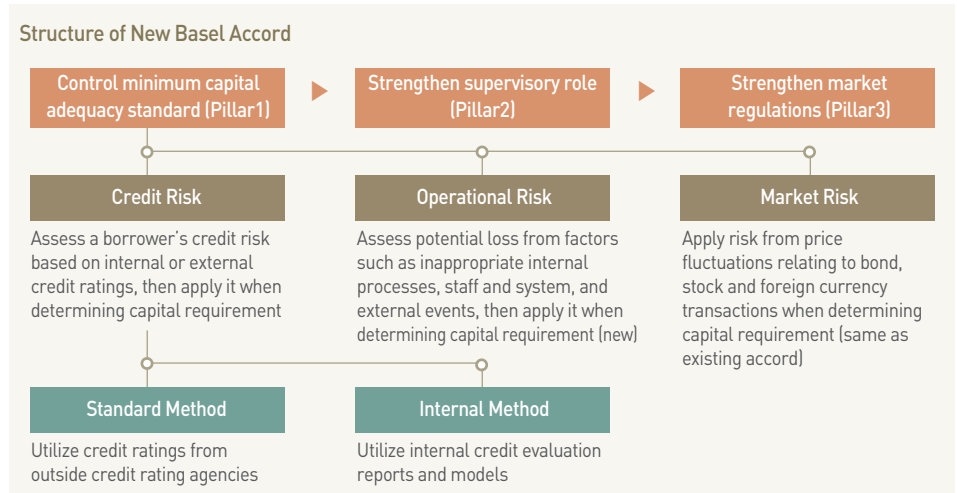 Structure of New Basel Accord
Control minimum capital
adequacy standard (Pillar1)
Strengthen supervisory role
(Pillar2)
Strengthen market
regulations (Pillar3)
Credit Risk
Assess a borrower's credit risk
based on internal or external
credit ratings, then apply it when
determining capital requirement
Operational Risk
Assess potential loss from factors
such as inappropriate internal
processes, staff and system, and
external events, then apply it when
determining capital requirement (new)
Market Risk
Apply risk from price
fluctuations relating to bond,
stock and foreign currency
transactions when determining
capital requirement (same as
existing accord)
Standard Method
Utilize credit ratings from
outside credit rating agencies
Internal Method
Utilize internal credit evaluation
reports and models